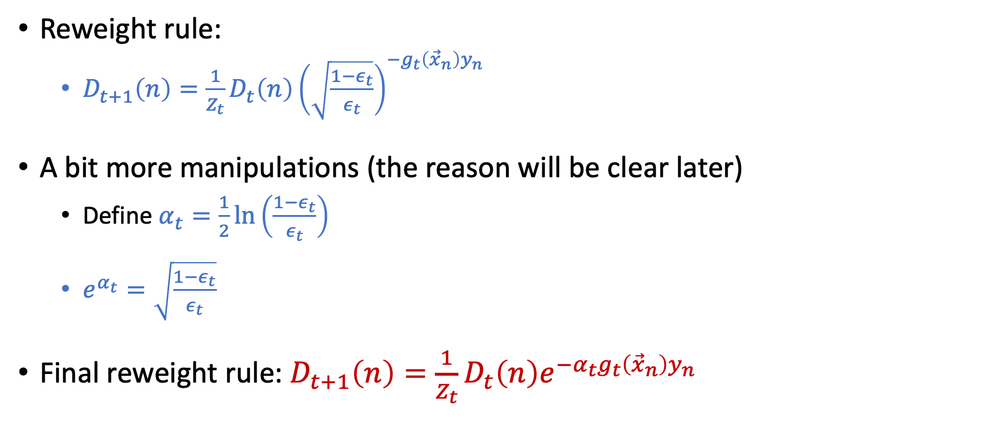 • Reweight rule:
• $D_{t+1}(n) = \frac{1}{Z_t} D_t(n) \left( \sqrt{\frac{1-\epsilon_t}{\epsilon_t}} \right)^{-g_t(\vec{x}_n) y_n}$
• A bit more manipulations (the reason will be clear later)
• Define $\alpha_t = \frac{1}{2} \ln \left( \frac{1-\epsilon_t}{\epsilon_t} \right)$
• $e^{\alpha_t} = \sqrt{\frac{1-\epsilon_t}{\epsilon_t}}$
• Final reweight rule: $D_{t+1}(n) = \frac{1}{Z_t} D_t(n) e^{-\alpha_t g_t(\vec{x}_n) y_n}$